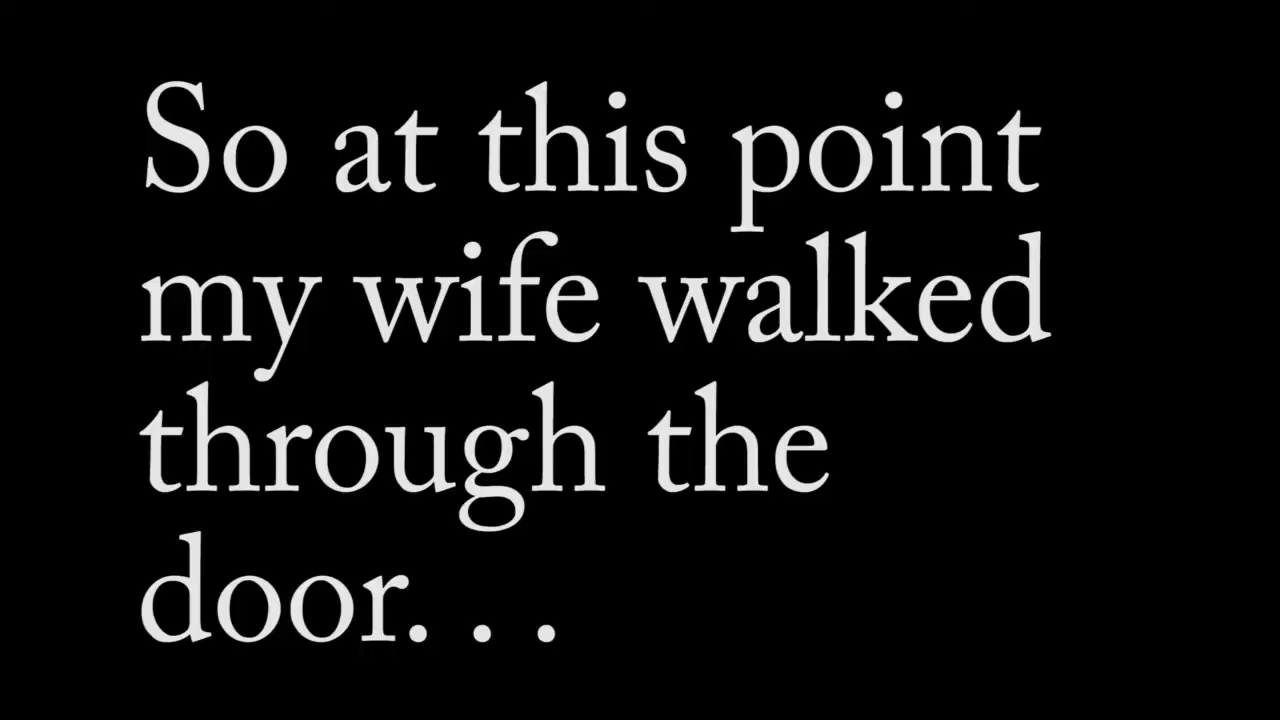 So at this point
my wife walked
through the
door. . .